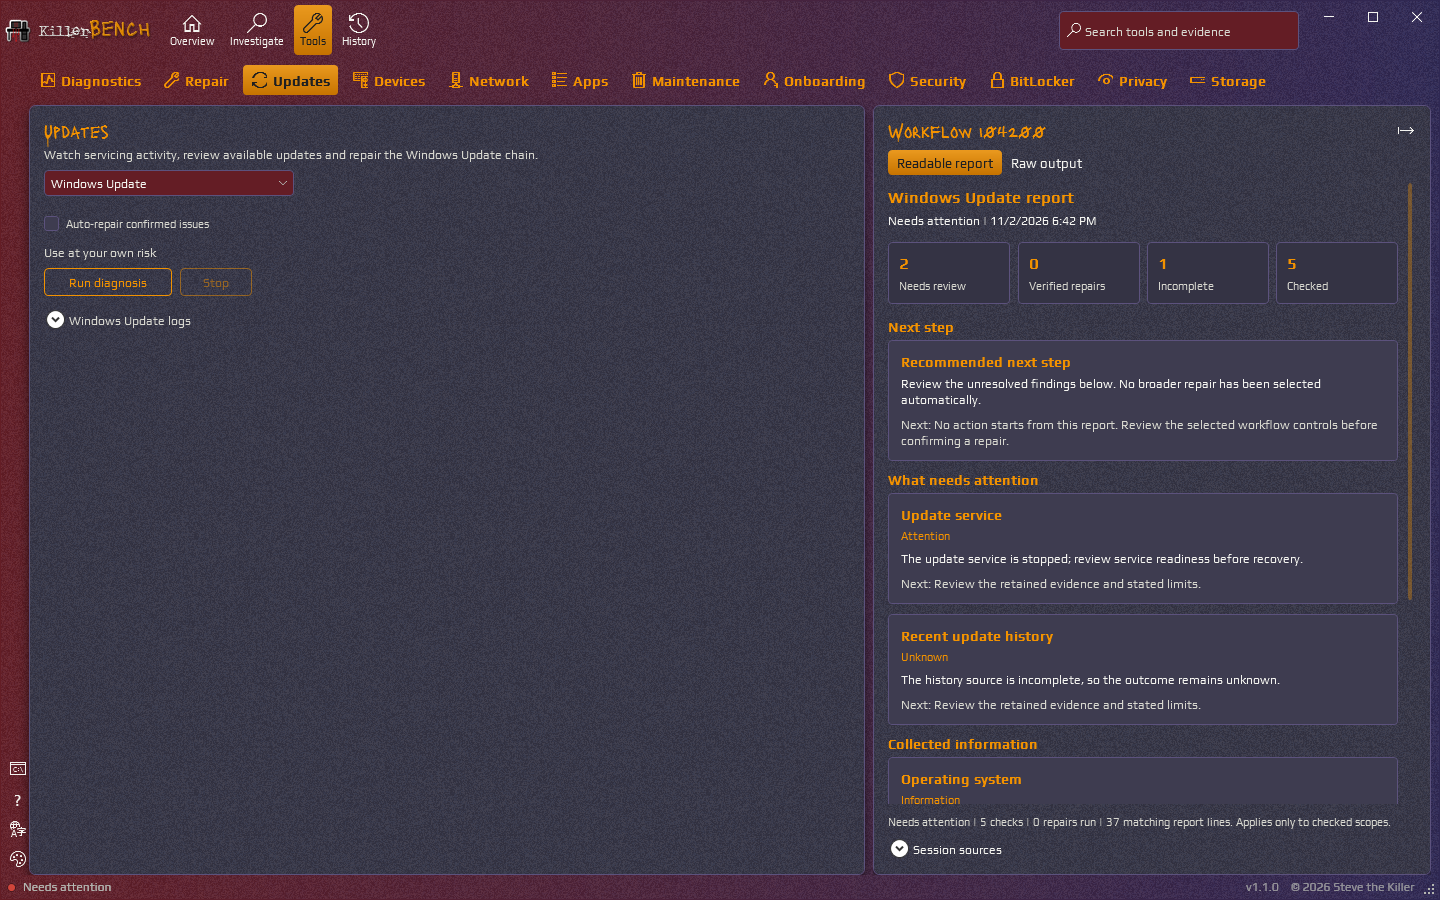 KillerBENCH
Overview
Investigate
Tools
History
Search tools and evidence
Diagnostics
Repair
Updates
Devices
Network
Apps
Maintenance
Onboarding
Security
BitLocker
Privacy
Storage
Updates
Watch servicing activity, review available updates and repair the Windows Update chain.
Windows Update
Auto-repair confirmed issues
Use at your own risk
Run diagnosis
Stop
Windows Update logs
Workflow 104200
Readable report
Raw output
Windows Update report
Needs attention | 11/2/2026 6:42 PM
2
Needs review
0
Verified repairs
1
Incomplete
5
Checked
Next step
Recommended next step
Review the unresolved findings below. No broader repair has been selected
automatically.
Next: No action starts from this report. Review the selected workflow controls before
confirming a repair.
What needs attention
Update service
Attention
The update service is stopped; review service readiness before recovery.
Next: Review the retained evidence and stated limits.
Recent update history
Unknown
The history source is incomplete, so the outcome remains unknown.
Next: Review the retained evidence and stated limits.
Collected information
Operating system
Information
Needs attention | 5 checks | 0 repairs run | 37 matching report lines. Applies only to checked scopes.
Session sources
C:\
?
A字
Needs attention
v1.1.0
© 2026 Steve the Killer